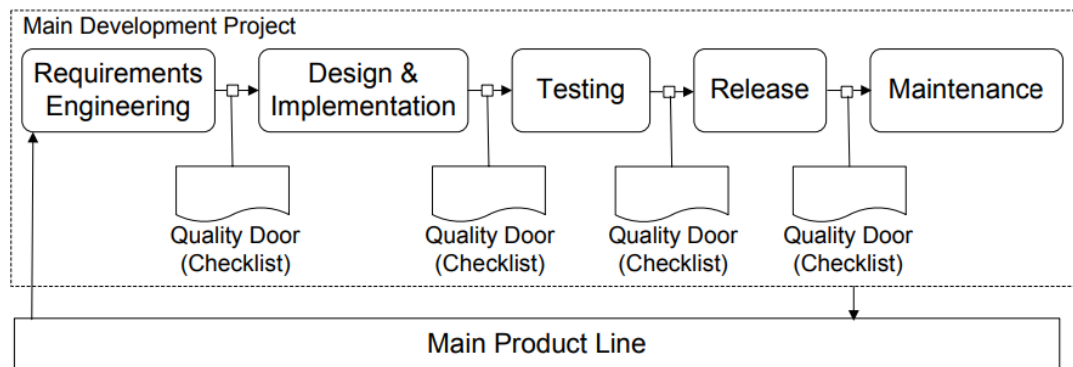 Main Development Project
Requirements
Engineering
Design &
Implementation
Testing
Release
Maintenance
Quality Door
(Checklist)
Quality Door
(Checklist)
Quality Door
(Checklist)
Quality Door
(Checklist)
Main Product Line